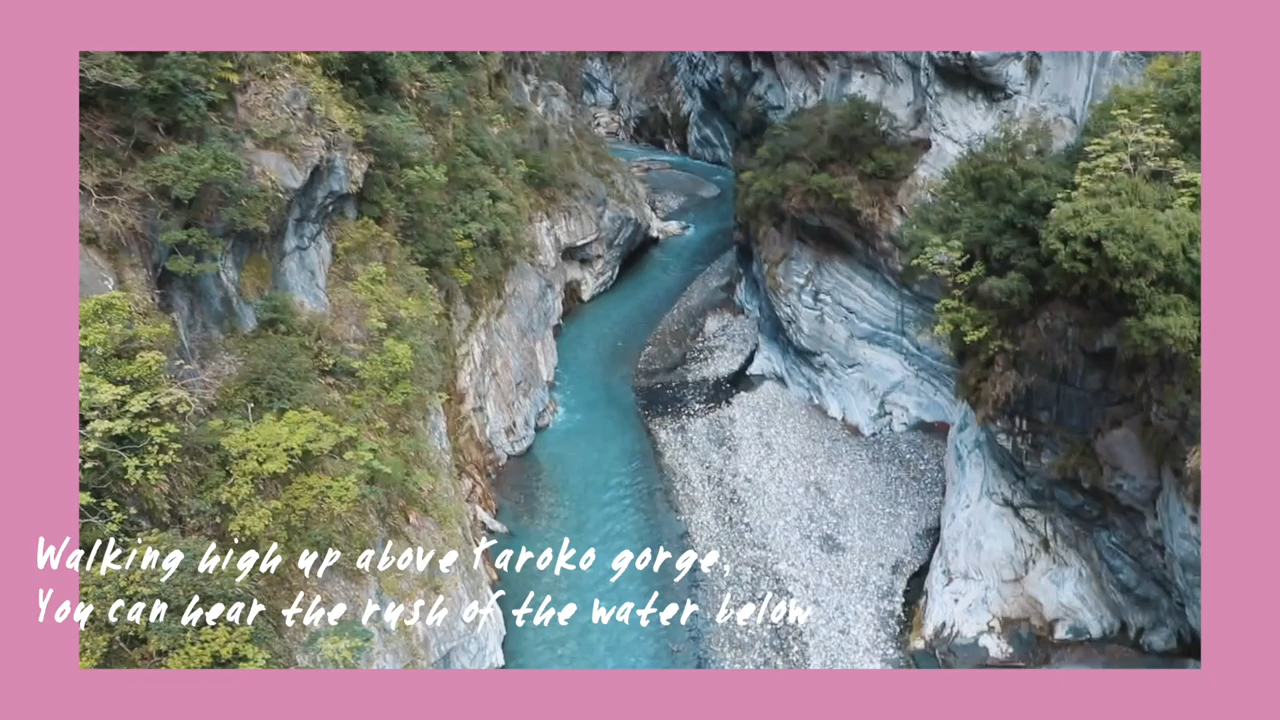 Walking high up above Taroko gorge,
You can hear the rush of the water below